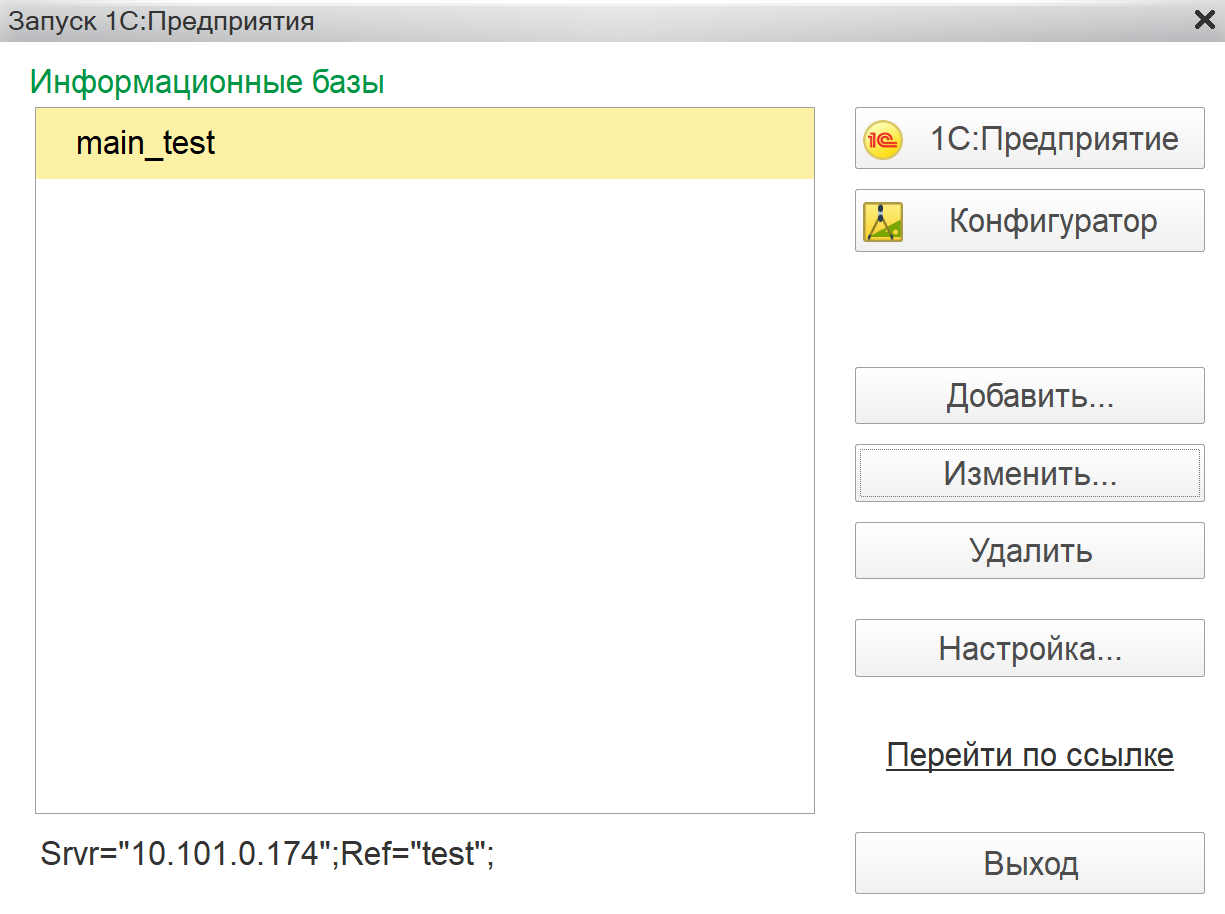 Запуск 1С:Предприятия
Информационные базы
main_test
1С:Предприятие
Конфигуратор
Добавить...
Изменить...
Удалить
Настройка...
Перейти по ссылке
Srvr="10.101.0.174";Ref="test";
Выход